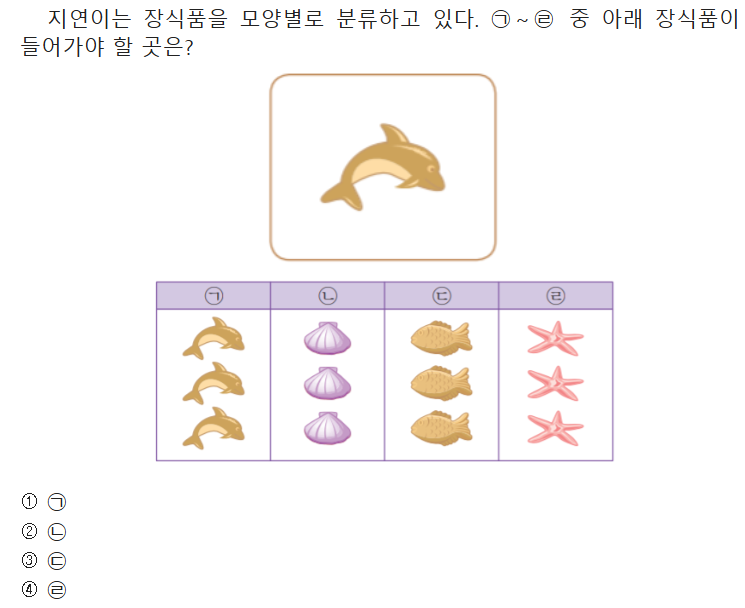 지연이는 장식품을 모양별로 분류하고 있다. ㉠~㉣ 중 아래 장식품이
들어가야 할 곳은?
㉠ ㉡ ㉢ ㉣
① ㉠
② ㉡
③ ㉢
④ ㉣